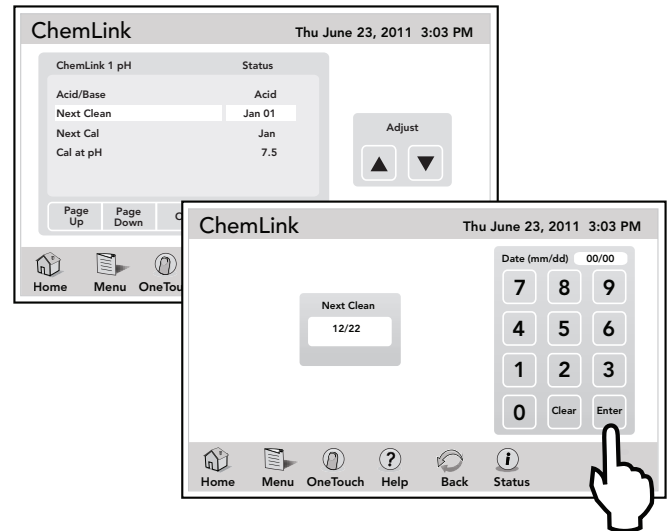 ChemLink Thu June 23, 2011 3:03 PM
ChemLink 1 pH Status
Acid/Base Acid
Next Clean Jan 01
Next Cal Jan
Cal at pH 7.5
Adjust
Page Up Page Down
Home Menu
ChemLink Thu June 23, 2011 3:03 PM
Next Clean
12/22
Date (mm/dd) 00/00
7 8 9
4 5 6
1 2 3
0 Clear Enter
Home Menu OneTouch Help Back Status